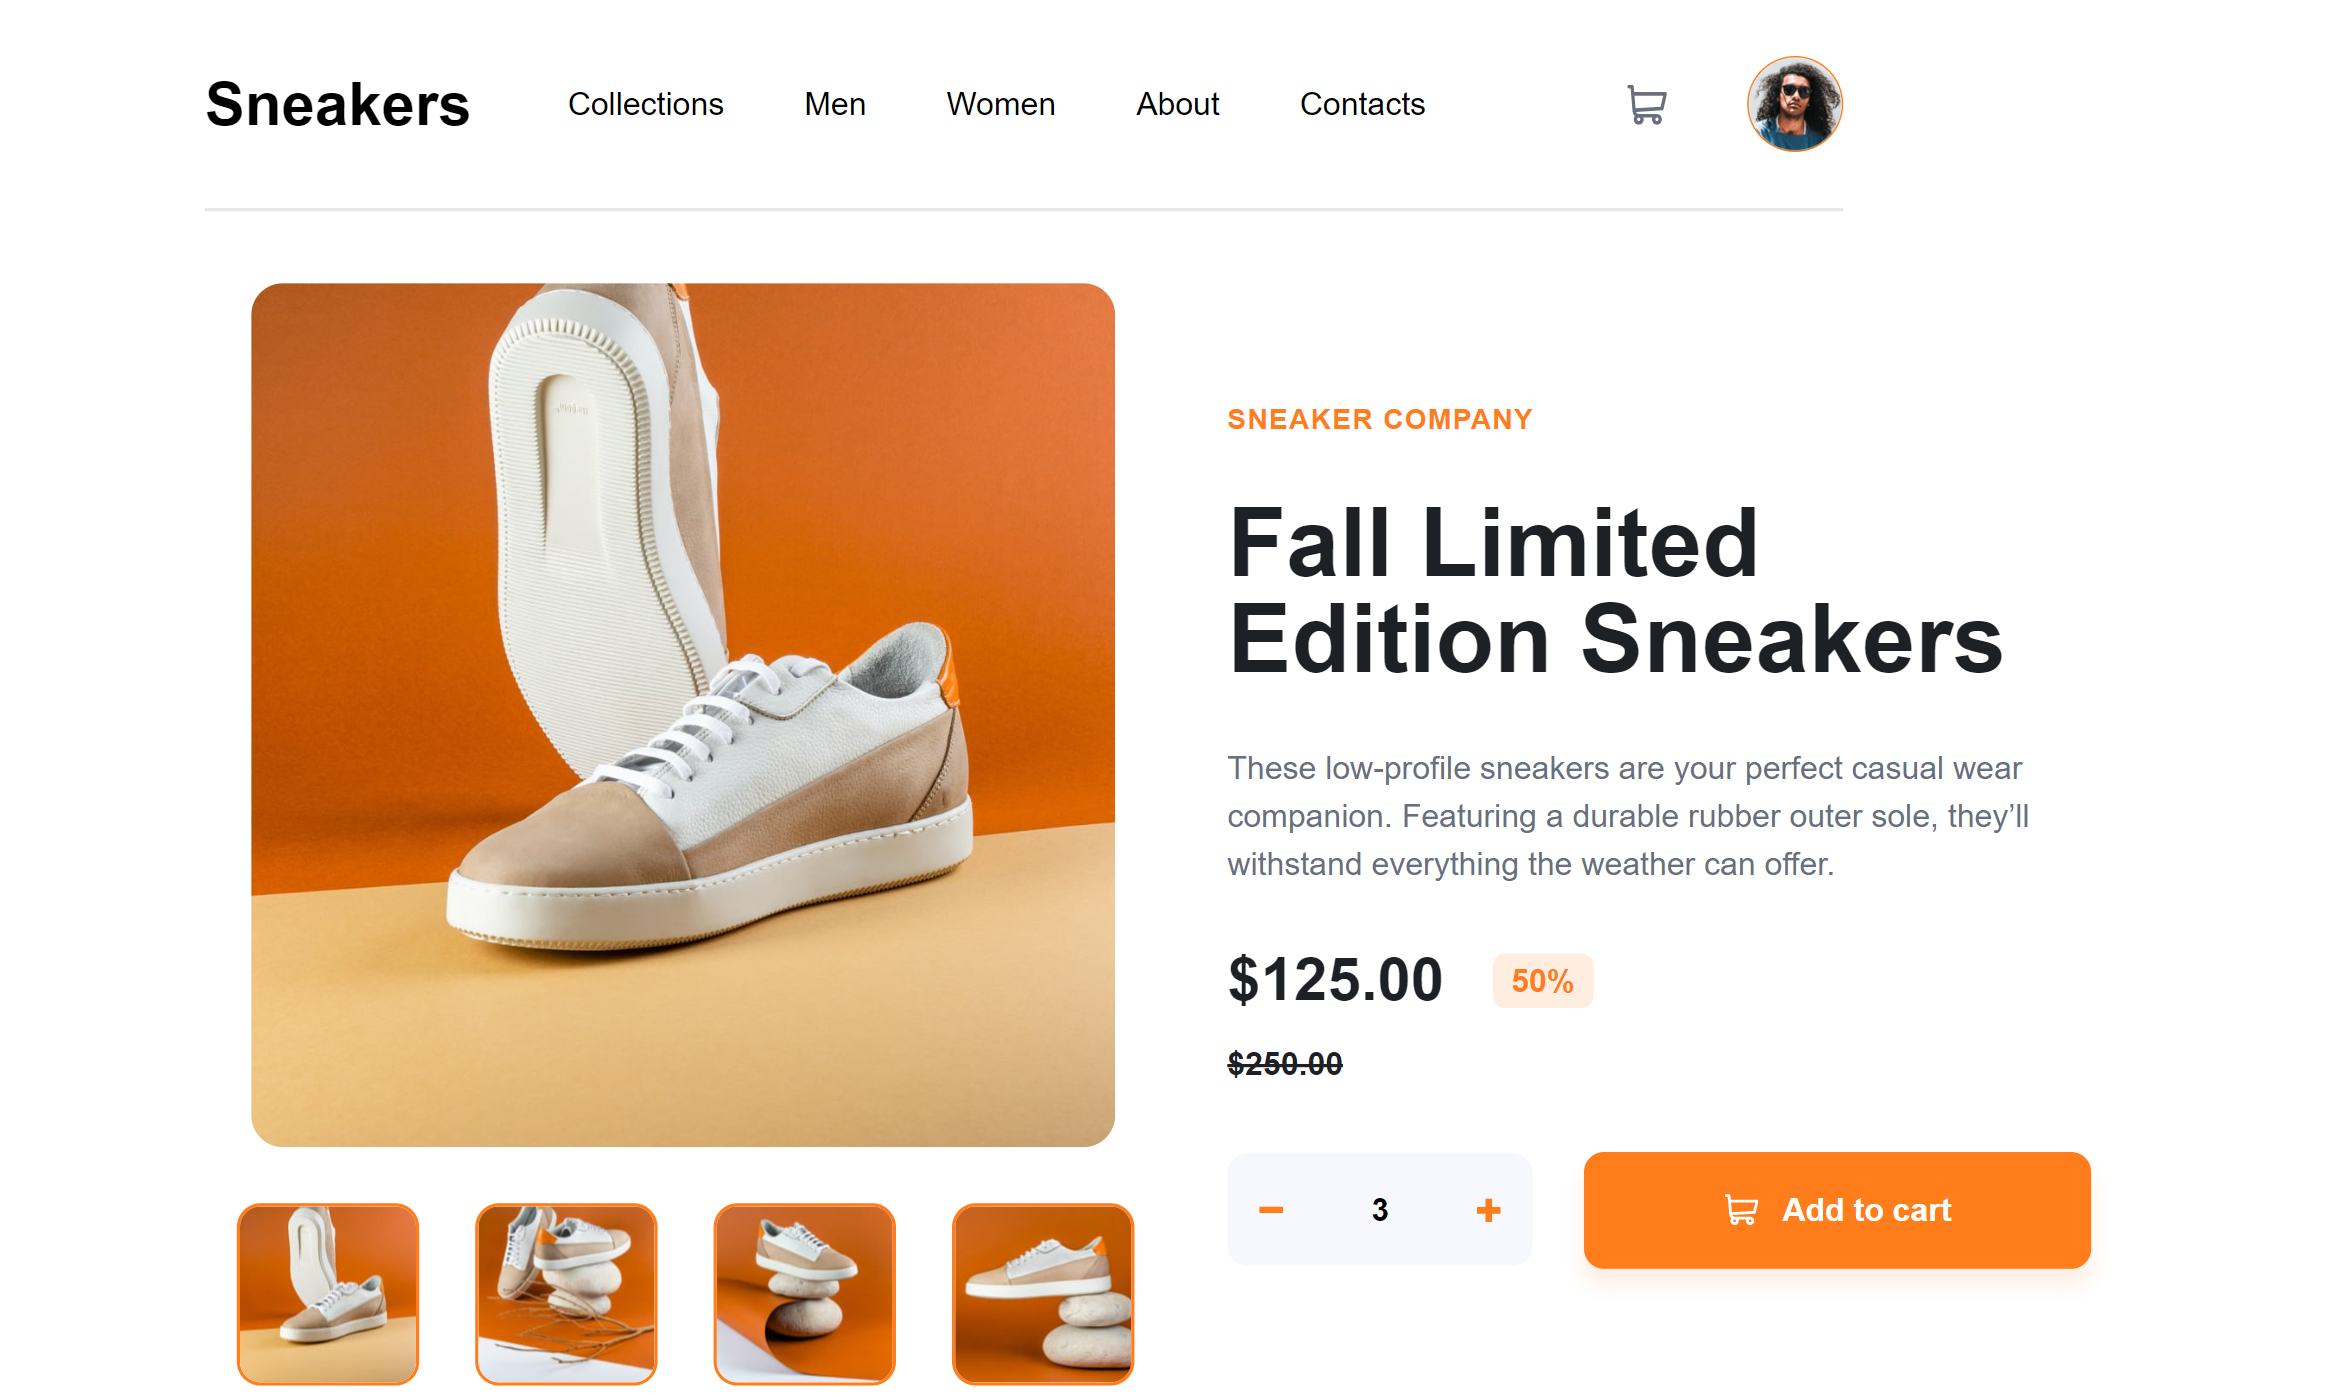 Sneakers
Collections
Men
Women
About
Contacts
SNEAKER COMPANY
Fall Limited
Edition Sneakers
These low-profile sneakers are your perfect casual wear
companion. Featuring a durable rubber outer sole, they’ll
withstand everything the weather can offer.
$125.00
50%
$250.00
3
Add to cart